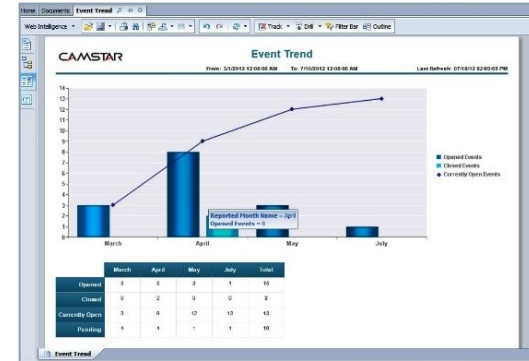 Home Documents Event Trend
Web Intelligence Track Drill Filter Bar Outline
CAMSTAR
Event Trend
From: 3/1/2012 12:00:00 AM To: 7/10/2012 12:00:00 AM Last Refresh: 07/10/12 02:03:05 PM
14
13
12
11
10
9
8
7
6
5
4
3
2
1
0
Opened Events
Closed Events
Currently Open Events
Reported Month Name = April
Opened Events = 8
March April May July
March April May July Total
Opened 3 8 3 1 15
Closed 0 2 0 0 2
Currently Open 3 9 12 13 13
Pending 4 4 1 1 10
Event Trend